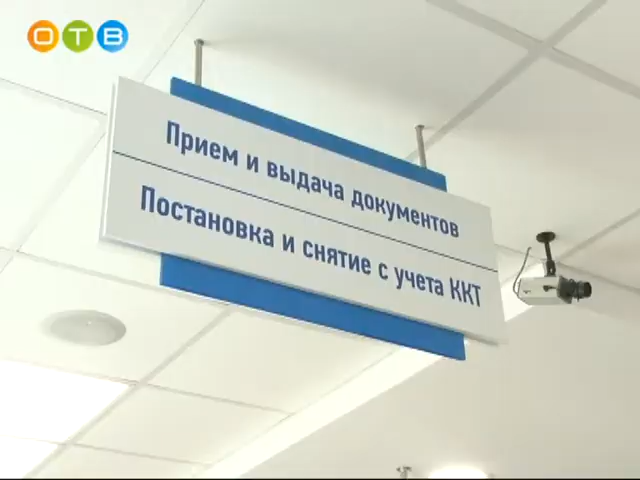 ОТВ
Прием и выдача документов
Постановка и снятие с учета ККТ